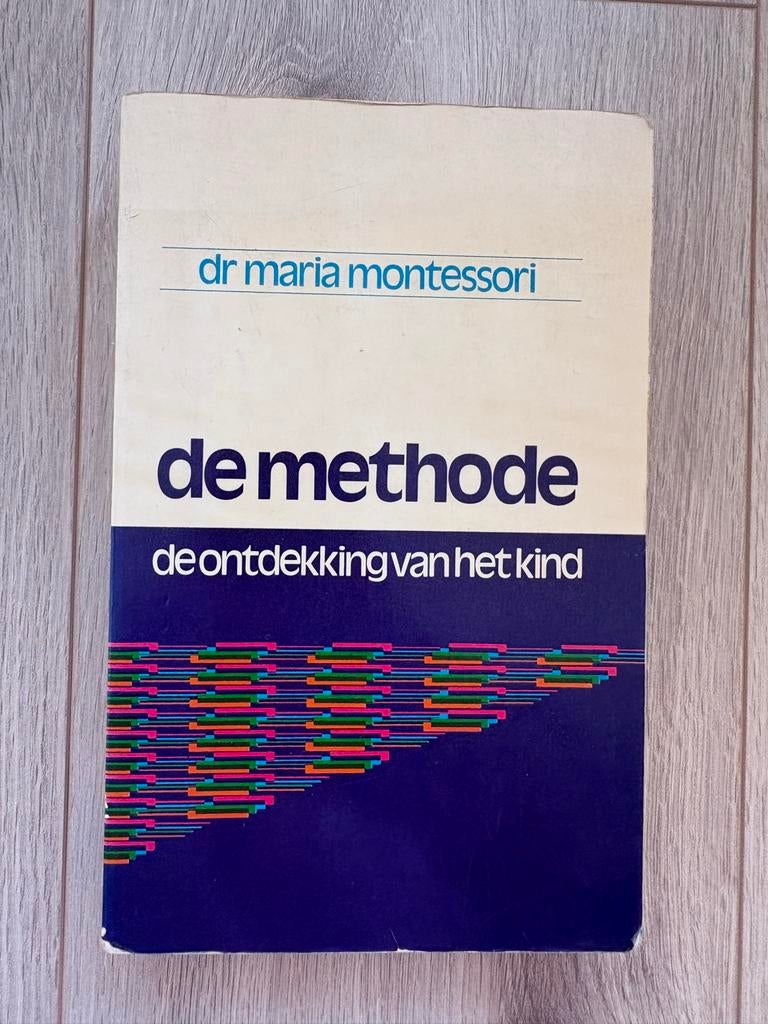 dr maria montessori
de methode
de ontdekking van het kind